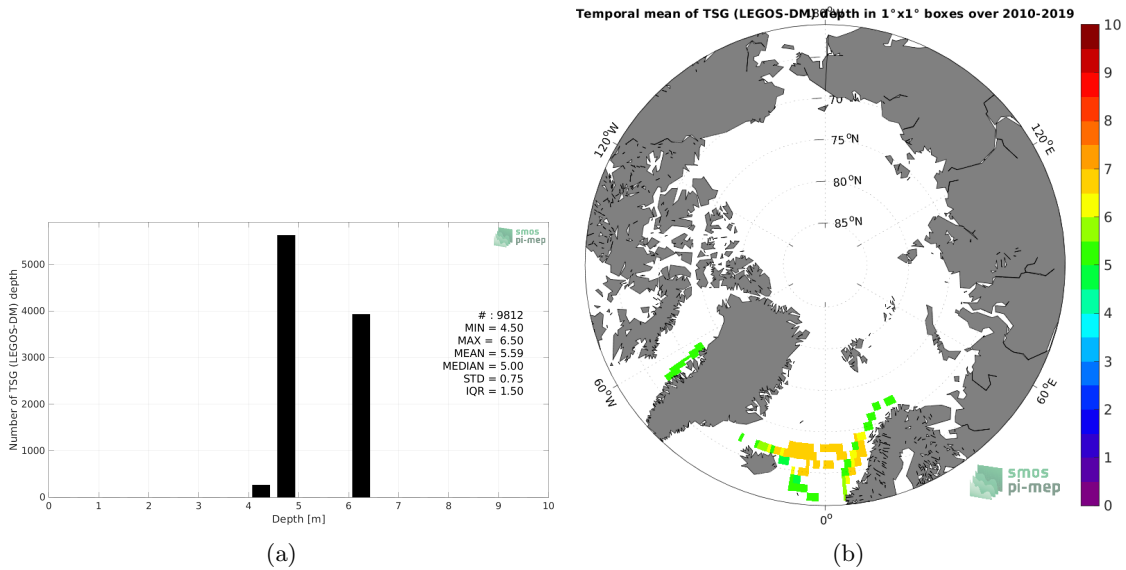 Temporal mean of TSG (LEGOS-DM) depth in 1°x1° boxes over 2010-2019
180°W
10
9
8
7
6
5
4
3
2
1
0
70
75°N
80°N
85°N
120°W
120°E
60°W
60°E
0°
smos
pi-mep
Number of TSG (LEGOS-DM) depth
5000
4000
3000
2000
1000
0
smos
pi-mep
# : 9812
MIN = 4.50
MAX = 6.50
MEAN = 5.59
MEDIAN = 5.00
STD = 0.75
IQR = 1.50
0 1 2 3 4 5 6 7 8 9 10
Depth [m]
(a)
(b)